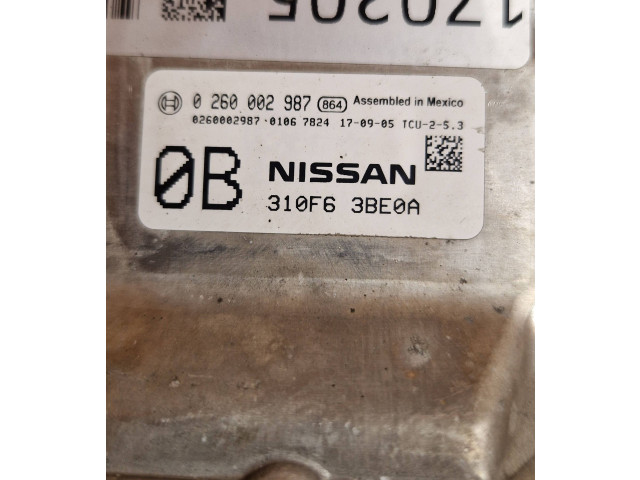 170205
0 260 002 987 864 Assembled in Mexico
0260002987·0106 7824 17-09-05 TCU-2-S.3
0B NISSAN
310F6 3BE0A